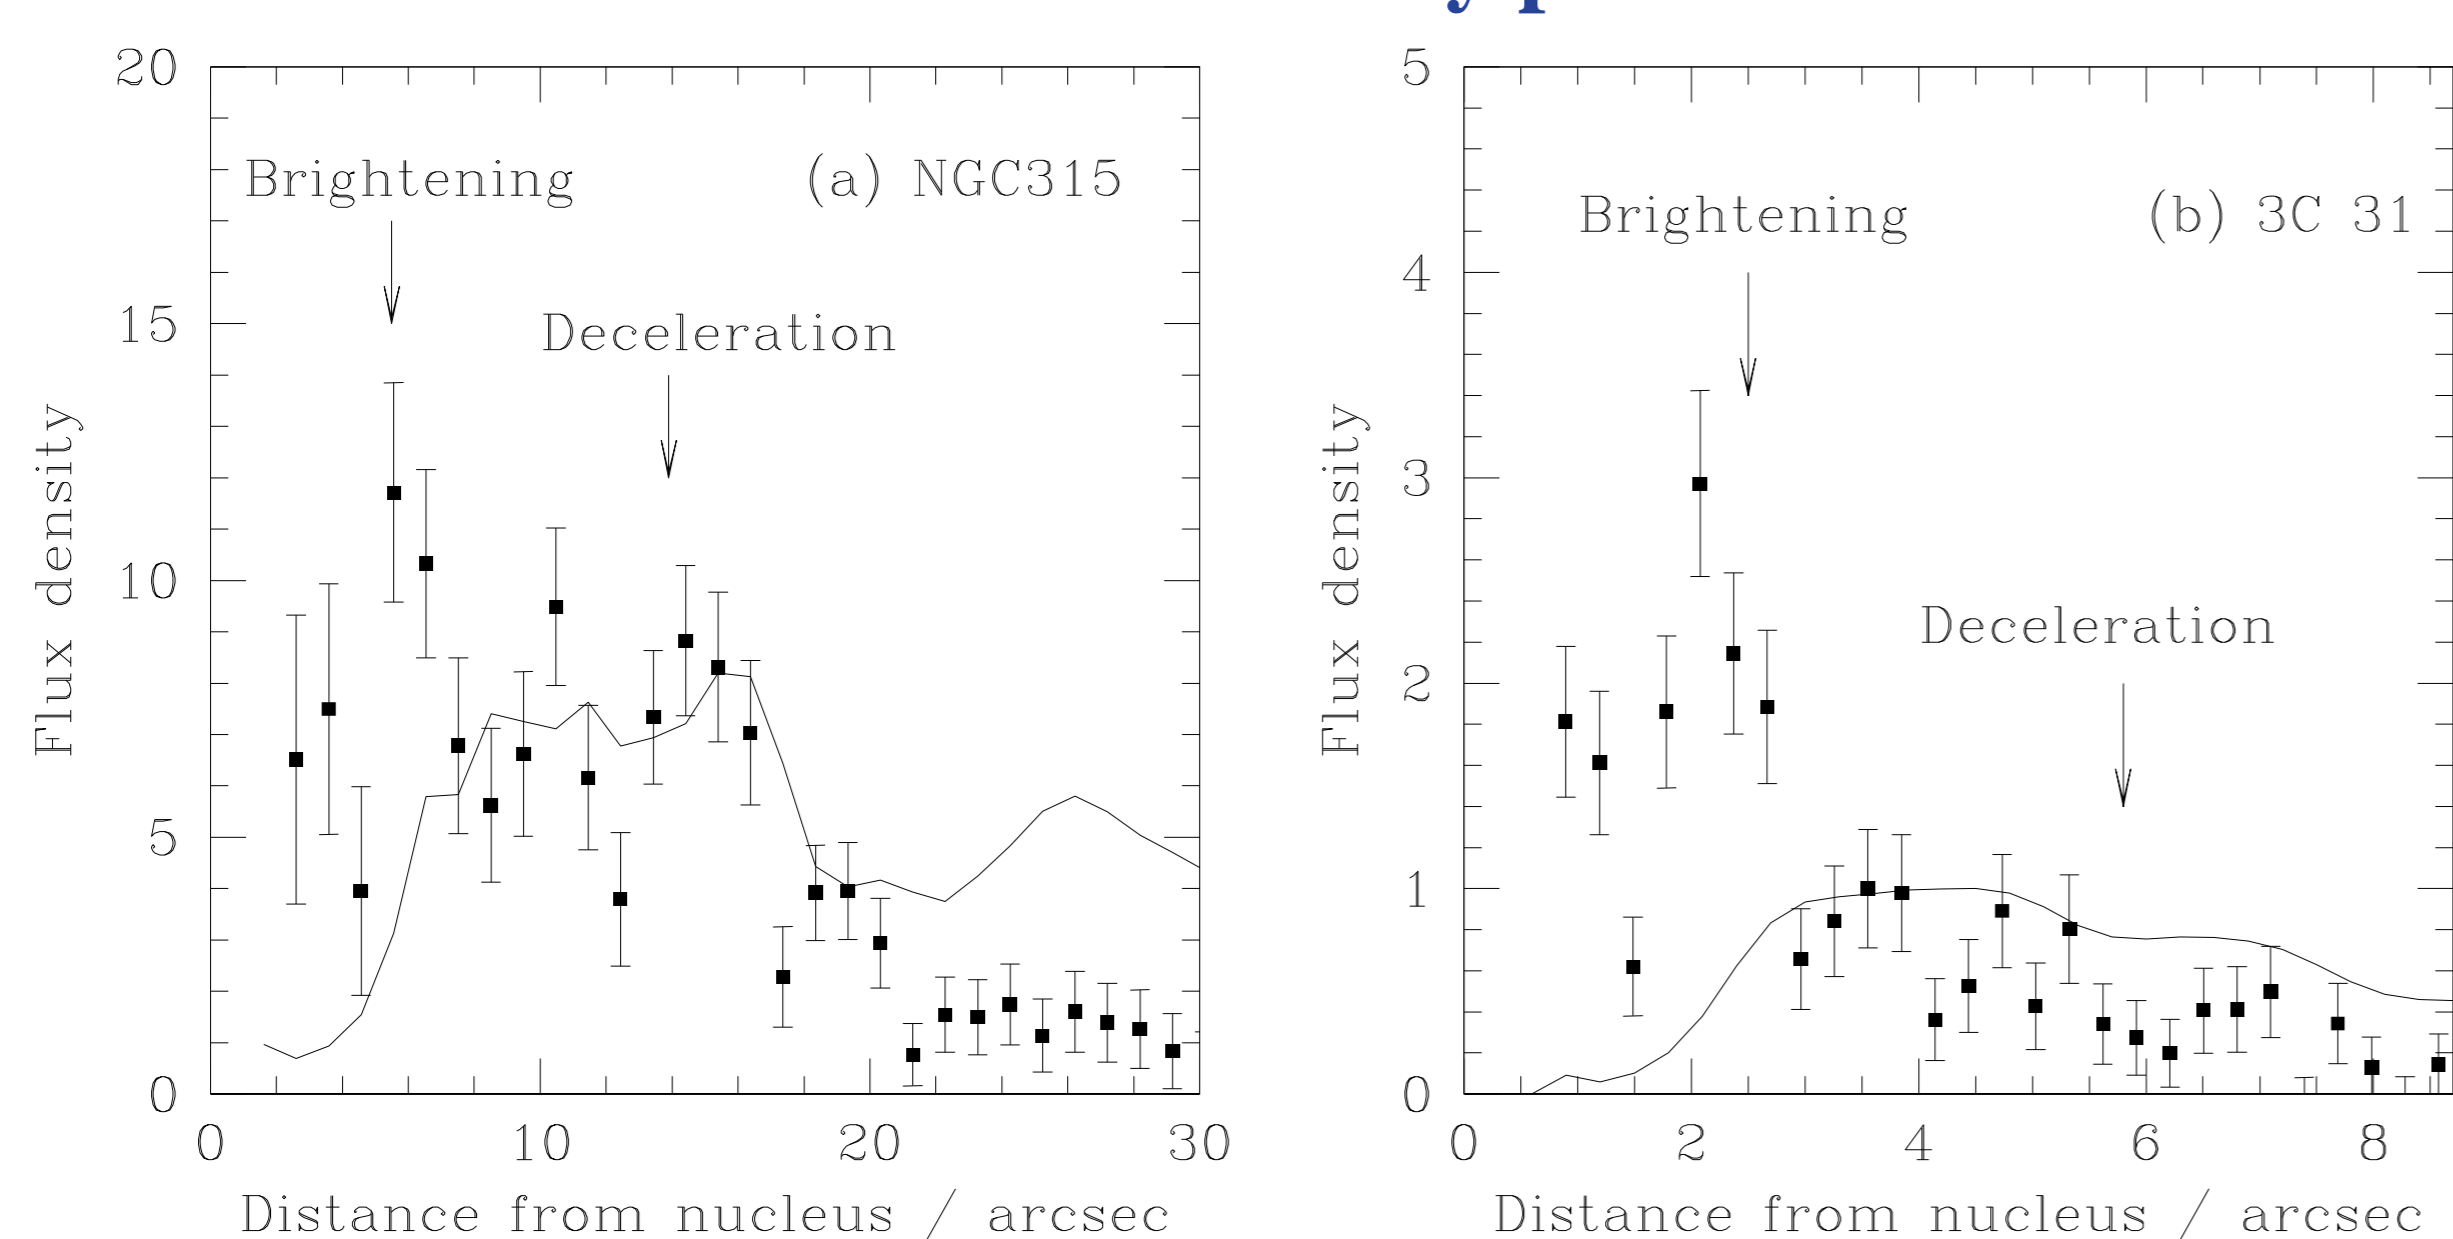 20
15
10
5
0
Flux density
Brightening
(a) NGC315
Deceleration
0 10 20 30
Distance from nucleus / arcsec
5
4
3
2
1
0
Flux density
Brightening
(b) 3C 31
Deceleration
0 2 4 6 8
Distance from nucleus / arcsec